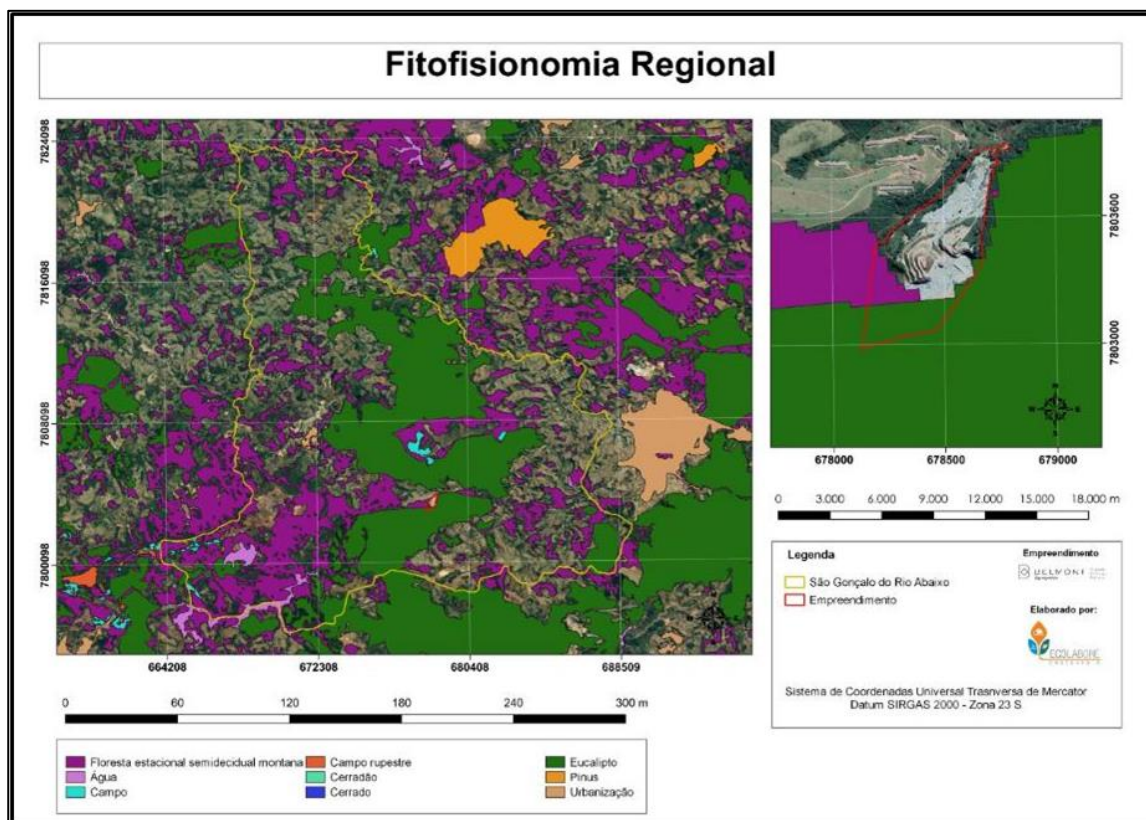 Fitofisionomia Regional
7824098
7816098
7808098
7800098
664208 672308 680408 688509
7803600
7803000
678000 678500 679000
0 60 120 180 240 300 m
0 3.000 6.000 9.000 12.000 15.000 18.000 m
Floresta estacional semidecidual montana
Água
Campo
Campo rupestre
Cerradão
Cerrado
Eucalipto
Pinus
Urbanização
Legenda
São Gonçalo do Rio Abaixo
Empreendimento
Empreendimento
BELMONT
Elaborado por:
ECOLABORE
Sistema de Coordenadas Universal Trasnversa de Mercator
Datum SIRGAS 2000 - Zona 23 S